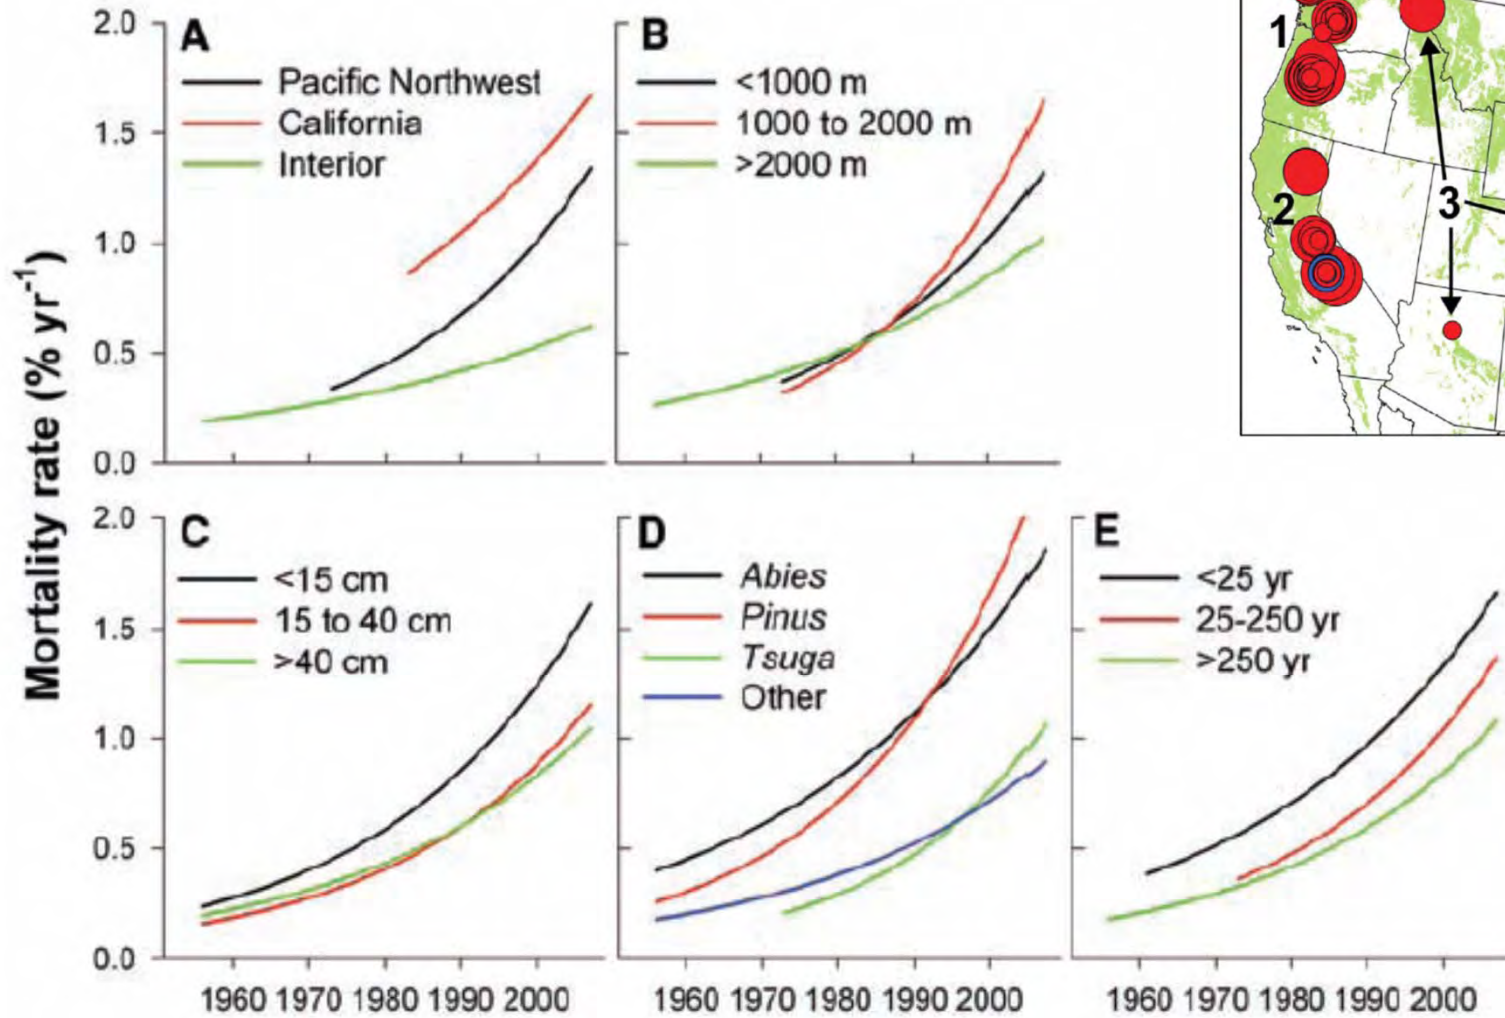 Mortality rate (% yr-1)
A
2.0
1.5
1.0
0.5
0.0
Pacific Northwest
California
Interior
B
<1000 m
1000 to 2000 m
>2000 m
1
2
3
C
2.0
1.5
1.0
0.5
0.0
<15 cm
15 to 40 cm
>40 cm
1960 1970 1980 1990 2000
D
Abies
Pinus
Tsuga
Other
1960 1970 1980 1990 2000
E
<25 yr
25-250 yr
>250 yr
1960 1970 1980 1990 2000